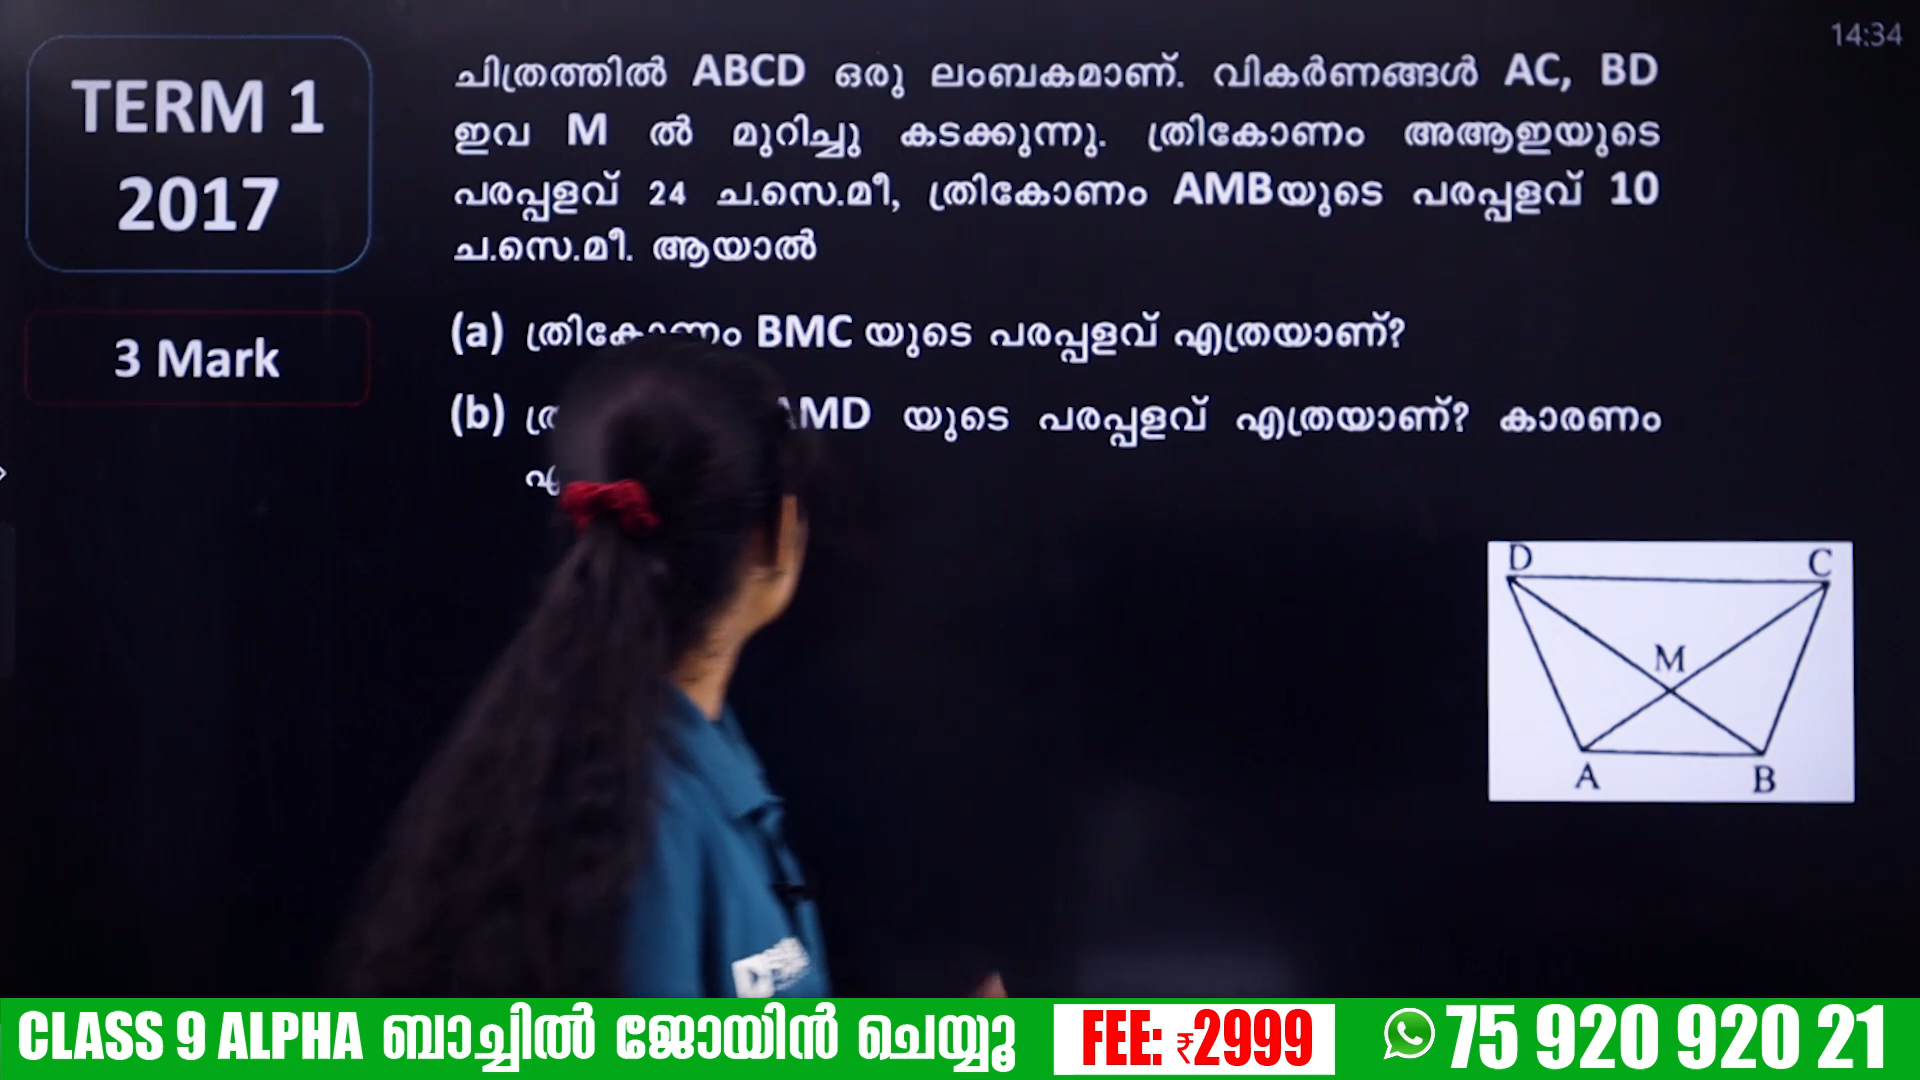 14:34
TERM 1
2017
3 Mark
ചിത്രത്തിൽ ABCD ഒരു ലംബകമാണ്. വികർണങ്ങൾ AC, BD
ഇവ M ൽ മുറിച്ചു കടക്കുന്നു. ത്രികോണം അആഇയുടെ
പരപ്പളവ് 24 ച.സെ.മീ, ത്രികോണം AMBയുടെ പരപ്പളവ് 10
ച.സെ.മീ. ആയാൽ
(a) ത്രികോണം BMC യുടെ പരപ്പളവ് എത്രയാണ്?
(b) AMD യുടെ പരപ്പളവ് എത്രയാണ്? കാരണം
D C
M
A B
CLASS 9 ALPHA ബാച്ചിൽ ജോയിൻ ചെയ്യൂ FEE: ₹2999 75 920 920 21